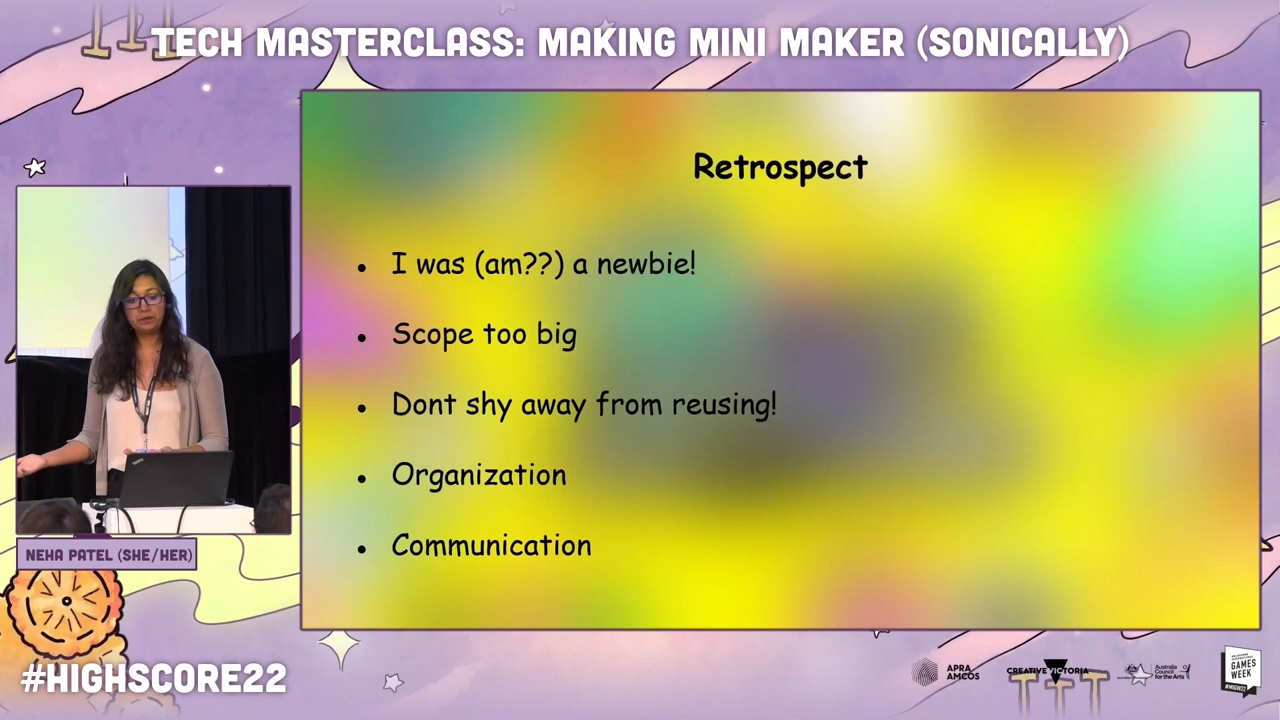 TECH MASTERCLASS: MAKING MINI MAKER (SONICALLY)
Retrospect
I was (am??) a newbie!
Scope too big
Dont shy away from reusing!
Organization
Communication
NEHA PATEL (SHE/HER)
#HIGHSCORE22
APRA
AMCOS
CREATIVE VICTORIA
Australia
Council
for the Arts
GAMES
WEEK